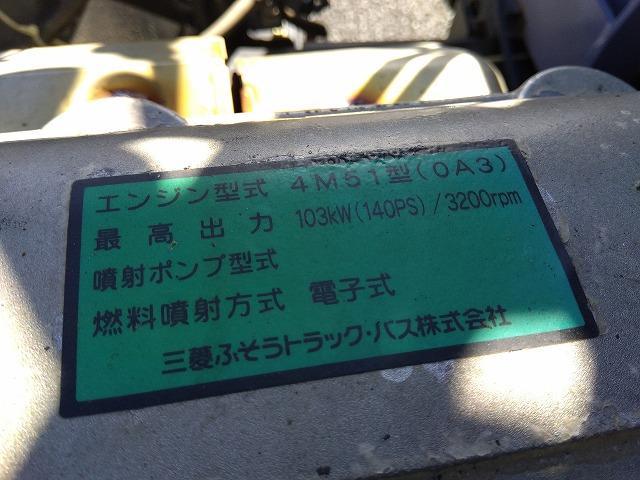 エンジン型式 4M51型(0A3)
最高出力 103kW(140PS)/3200rpm
噴射ポンプ型式
燃料噴射方式 電子式
三菱ふそうトラック・バス株式会社